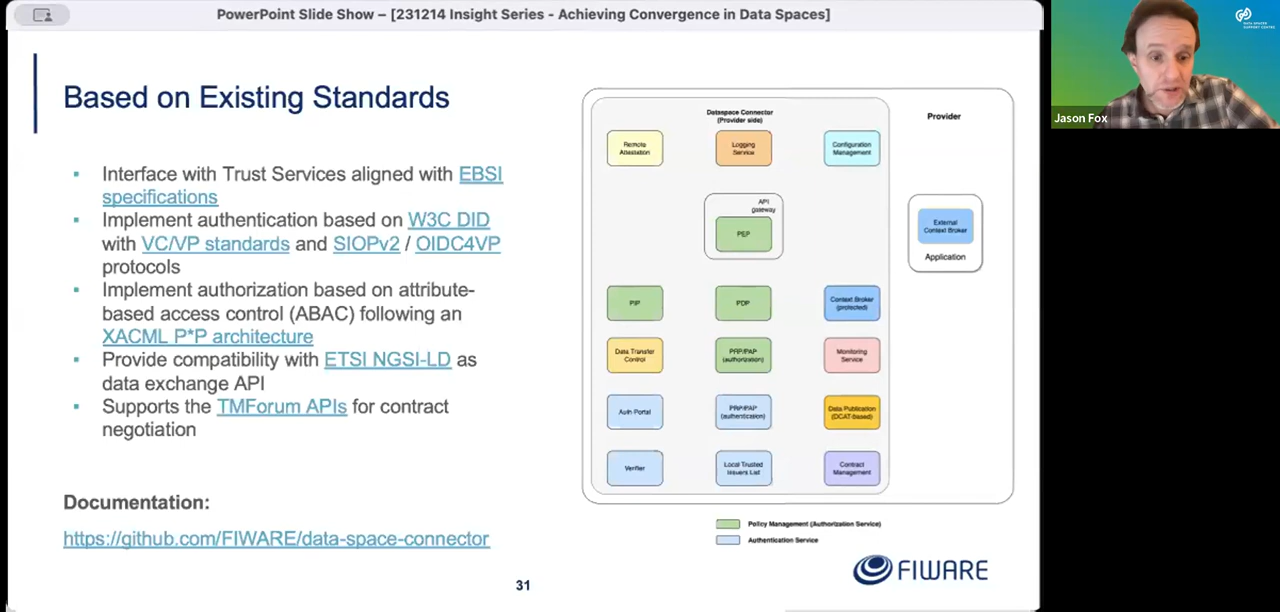 PowerPoint Slide Show – [231214 Insight Series - Achieving Convergence in Data Spaces]
Based on Existing Standards
▪ Interface with Trust Services aligned with EBSI
specifications
▪ Implement authentication based on W3C DID
with VC/VP standards and SIOPv2 / OIDC4VP
protocols
▪ Implement authorization based on attribute-
based access control (ABAC) following an
XACML P*P architecture
▪ Provide compatibility with ETSI NGSI-LD as
data exchange API
▪ Supports the TMForum APIs for contract
negotiation
Documentation:
https://github.com/FIWARE/data-space-connector
Dataspace Connector
(Provider side)
Remote
Attestation
Logging
Service
Configuration
Management
API
gateway
PEP
PIP
PDP
Context Broker
(protected)
Data Transfer
Control
PRP/PAP
(authorization)
Monitoring
Service
Auth Portal
PRP/PAP
(authentication)
Data Publication
(DCAT-based)
Verifier
Local Trusted
Issuers List
Contract
Management
Provider
External
Context Broker
Application
Policy Management (Authorization Service)
Authentication Service
31
FIWARE
Jason Fox
DATA SPACES
SUPPORT CENTRE